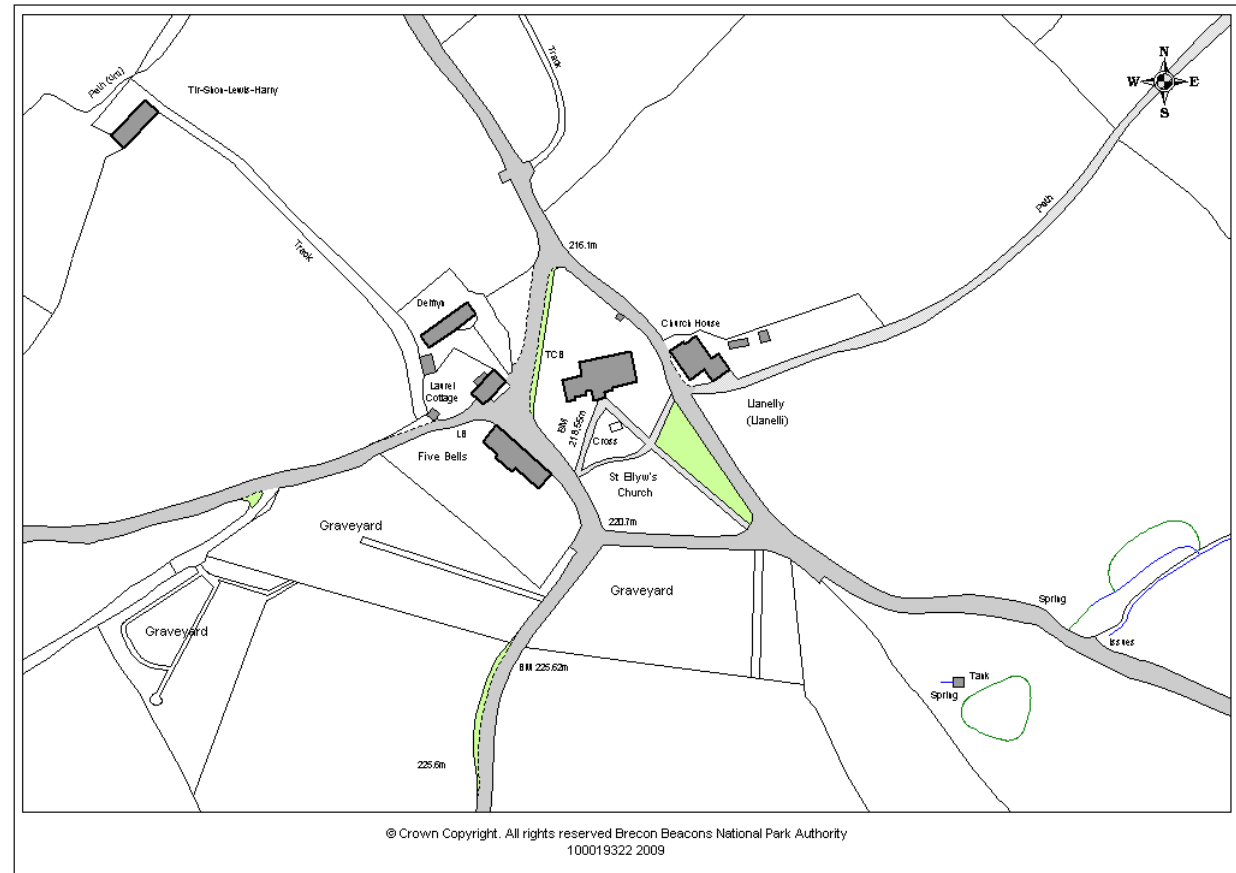 Path (um)
Tir-Shon-Lewis-Harry
Track
N
W E
S
Path
Track
216.1m
Delfryn
Church House
TCB
Laurel
Cottage
Llanelly
(Llanelli)
BM
218.55m
Cross
LB
Five Bells
St Ellyw's
Church
220.7m
Graveyard
Graveyard
Graveyard
Spring
Issues
BM 225.62m
Tank
Spring
225.6m
© Crown Copyright. All rights reserved Brecon Beacons National Park Authority
100019322 2009